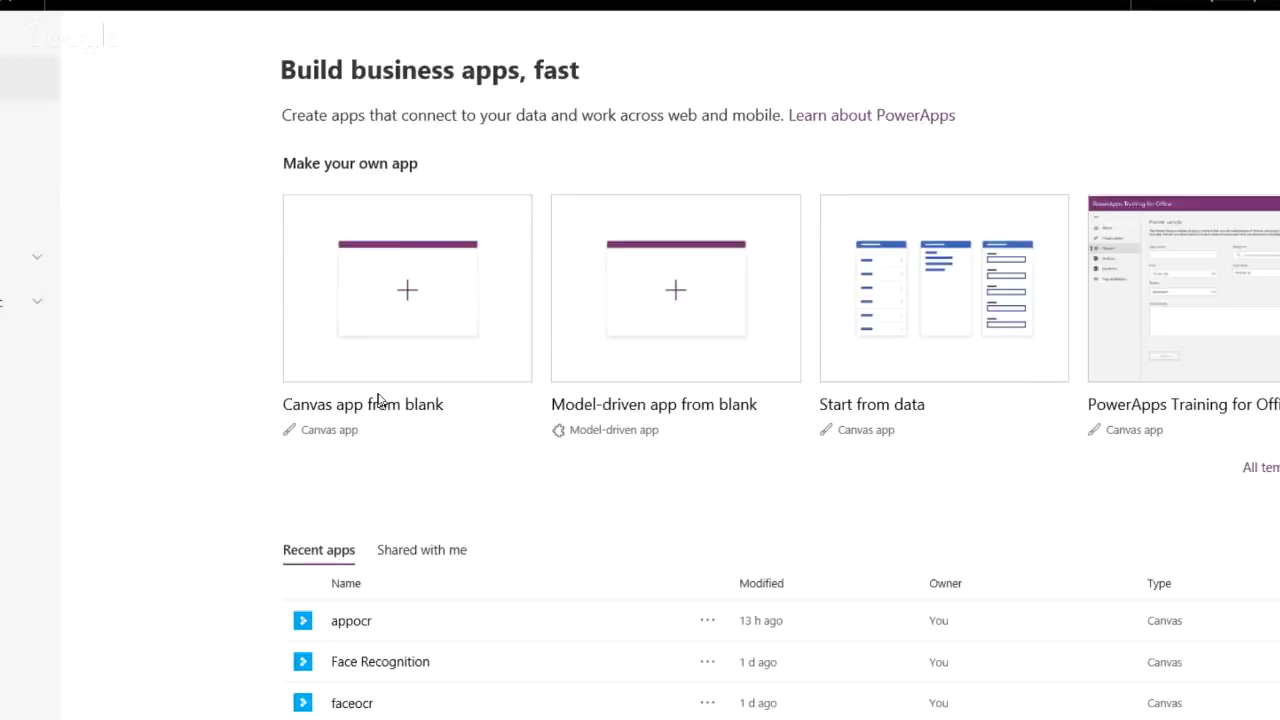 Build business apps, fast
Create apps that connect to your data and work across web and mobile. Learn about PowerApps
Make your own app
PowerApps Training for Office
Canvas app from blank
Model-driven app from blank
Start from data
PowerApps Training for Offi
Canvas app
Model-driven app
Canvas app
Canvas app
All tem
Recent apps Shared with me
Name Modified Owner Type
appocr ... 13 h ago You Canvas
Face Recognition ... 1 d ago You Canvas
faceocr ... 1 d ago You Canvas